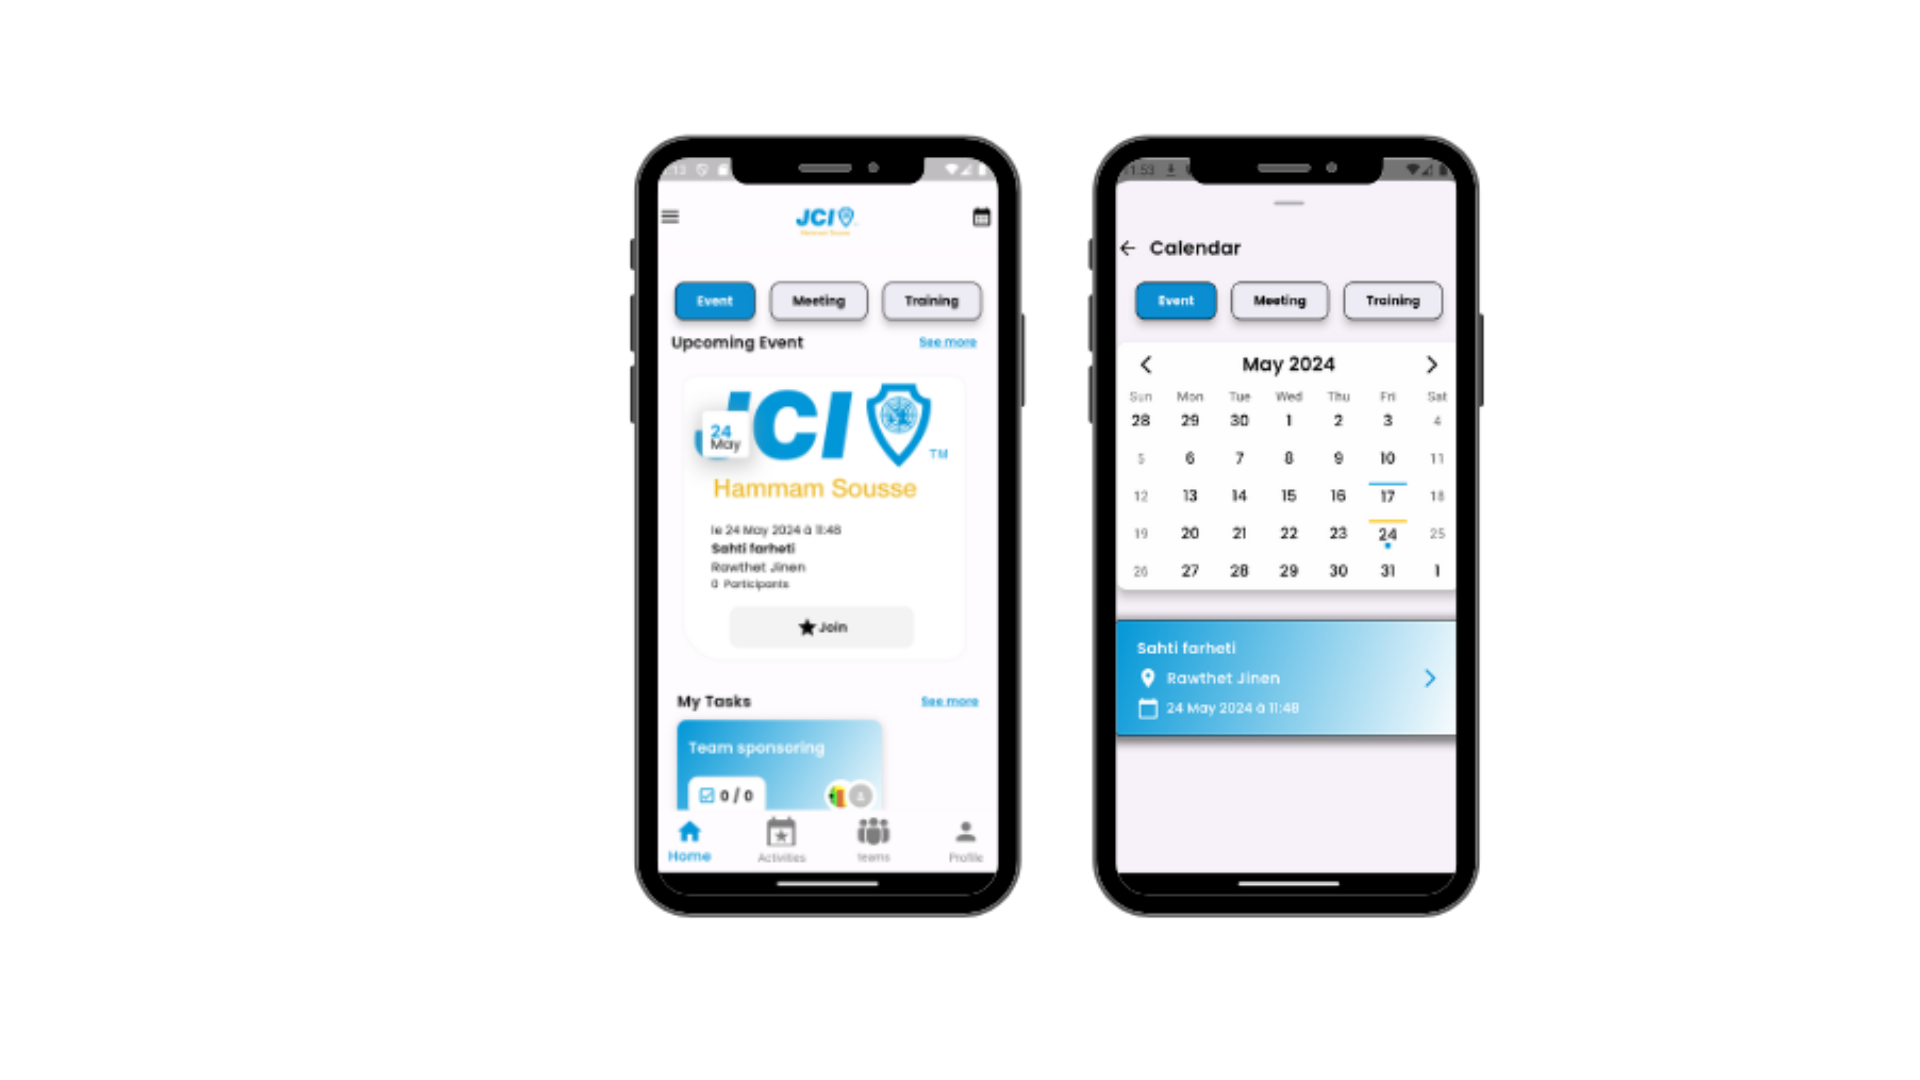 :13
JCI
Hammam Sousse
Event Meeting Training
Upcoming Event See more
JCI TM
24
May
Hammam Sousse
le 24 May 2024 à 11:48
Sahti farheti
Rawthet Jinen
0 Participants
Join
My Tasks See more
Team sponsoring
0 / 0
Home Activities teams Profile
11:53
Calendar
Event Meeting Training
May 2024
Sun Mon Tue Wed Thu Fri Sat
28 29 30 1 2 3 4
5 6 7 8 9 10 11
12 13 14 15 16 17 18
19 20 21 22 23 24 25
26 27 28 29 30 31 1
Sahti farheti
Rawthet Jinen
24 May 2024 à 11:48